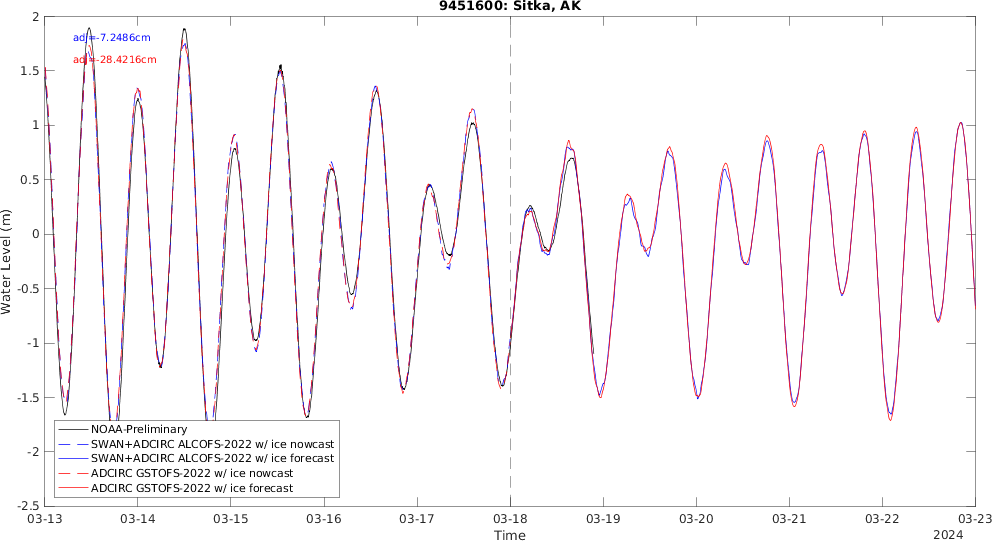 9451600: Sitka, AK
2
1.5
1
0.5
0
-0.5
-1
-1.5
-2
-2.5
Water Level (m)
adj=-7.2486cm
adj=-28.4216cm
NOAA-Preliminary
SWAN+ADCIRC ALCOFS-2022 w/ ice nowcast
SWAN+ADCIRC ALCOFS-2022 w/ ice forecast
ADCIRC GSTOFS-2022 w/ ice nowcast
ADCIRC GSTOFS-2022 w/ ice forecast
03-13 03-14 03-15 03-16 03-17 03-18 03-19 03-20 03-21 03-22 03-23
Time
2024